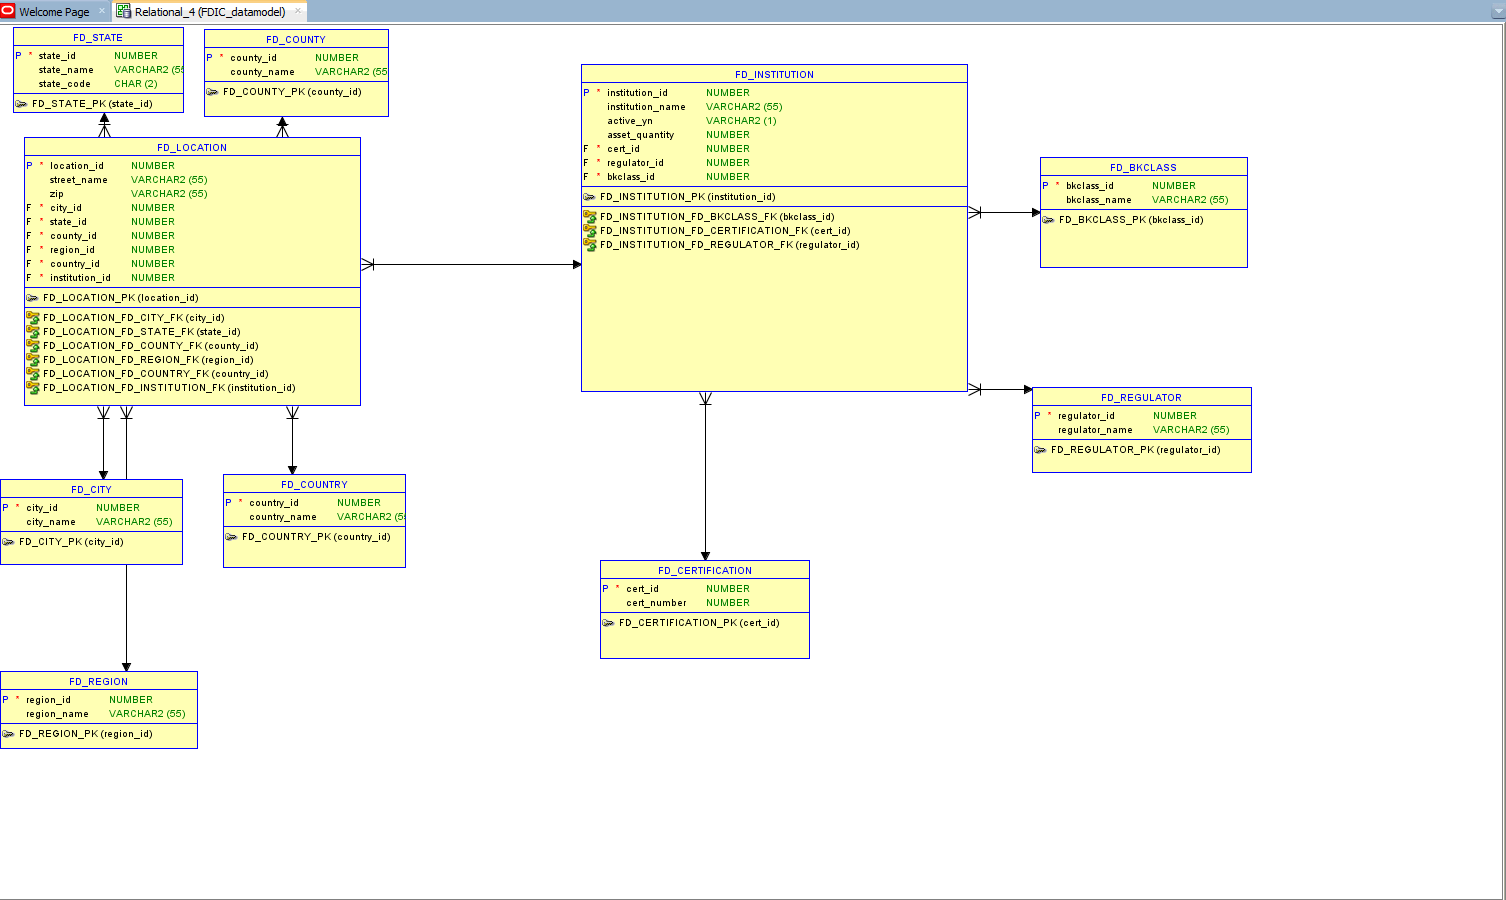 Welcome Page
Relational_4 (FDIC_datamodel)
FD_STATE
P * state_id NUMBER
state_name VARCHAR2 (55
state_code CHAR (2)
FD_STATE_PK (state_id)
FD_COUNTY
P * county_id NUMBER
county_name VARCHAR2 (55
FD_COUNTY_PK (county_id)
FD_LOCATION
P * location_id NUMBER
street_name VARCHAR2 (55)
zip VARCHAR2 (55)
F * city_id NUMBER
F * state_id NUMBER
F * county_id NUMBER
F * region_id NUMBER
F * country_id NUMBER
F * institution_id NUMBER
FD_LOCATION_PK (location_id)
FD_LOCATION_FD_CITY_FK (city_id)
FD_LOCATION_FD_STATE_FK (state_id)
FD_LOCATION_FD_COUNTY_FK (county_id)
FD_LOCATION_FD_REGION_FK (region_id)
FD_LOCATION_FD_COUNTRY_FK (country_id)
FD_LOCATION_FD_INSTITUTION_FK (institution_id)
FD_INSTITUTION
P * institution_id NUMBER
institution_name VARCHAR2 (55)
active_yn VARCHAR2 (1)
asset_quantity NUMBER
F * cert_id NUMBER
F * regulator_id NUMBER
F * bkclass_id NUMBER
FD_INSTITUTION_PK (institution_id)
FD_INSTITUTION_FD_BKCLASS_FK (bkclass_id)
FD_INSTITUTION_FD_CERTIFICATION_FK (cert_id)
FD_INSTITUTION_FD_REGULATOR_FK (regulator_id)
FD_BKCLASS
P * bkclass_id NUMBER
bkclass_name VARCHAR2 (55)
FD_BKCLASS_PK (bkclass_id)
FD_REGULATOR
P * regulator_id NUMBER
regulator_name VARCHAR2 (55)
FD_REGULATOR_PK (regulator_id)
FD_CITY
P * city_id NUMBER
city_name VARCHAR2 (55)
FD_CITY_PK (city_id)
FD_COUNTRY
P * country_id NUMBER
country_name VARCHAR2 (5
FD_COUNTRY_PK (country_id)
FD_CERTIFICATION
P * cert_id NUMBER
cert_number NUMBER
FD_CERTIFICATION_PK (cert_id)
FD_REGION
P * region_id NUMBER
region_name VARCHAR2 (55)
FD_REGION_PK (region_id)